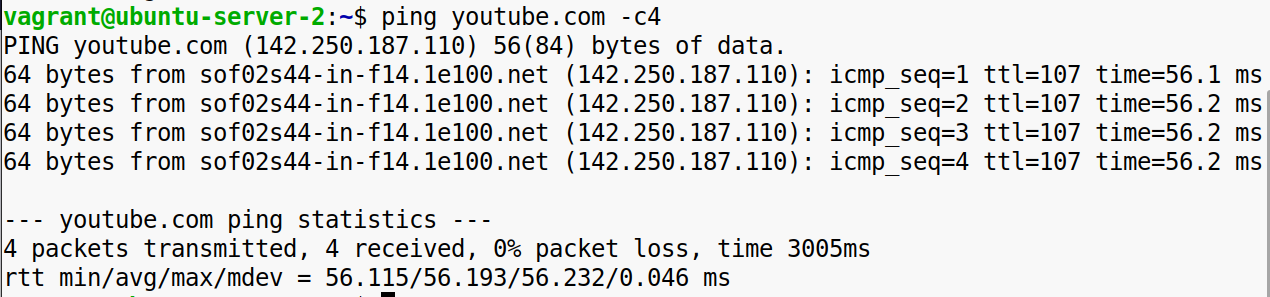 vagrant@ubuntu-server-2:~$ ping youtube.com -c4
PING youtube.com (142.250.187.110) 56(84) bytes of data.
64 bytes from sof02s44-in-f14.1e100.net (142.250.187.110): icmp_seq=1 ttl=107 time=56.1 ms
64 bytes from sof02s44-in-f14.1e100.net (142.250.187.110): icmp_seq=2 ttl=107 time=56.2 ms
64 bytes from sof02s44-in-f14.1e100.net (142.250.187.110): icmp_seq=3 ttl=107 time=56.2 ms
64 bytes from sof02s44-in-f14.1e100.net (142.250.187.110): icmp_seq=4 ttl=107 time=56.2 ms
--- youtube.com ping statistics ---
4 packets transmitted, 4 received, 0% packet loss, time 3005ms
rtt min/avg/max/mdev = 56.115/56.193/56.232/0.046 ms